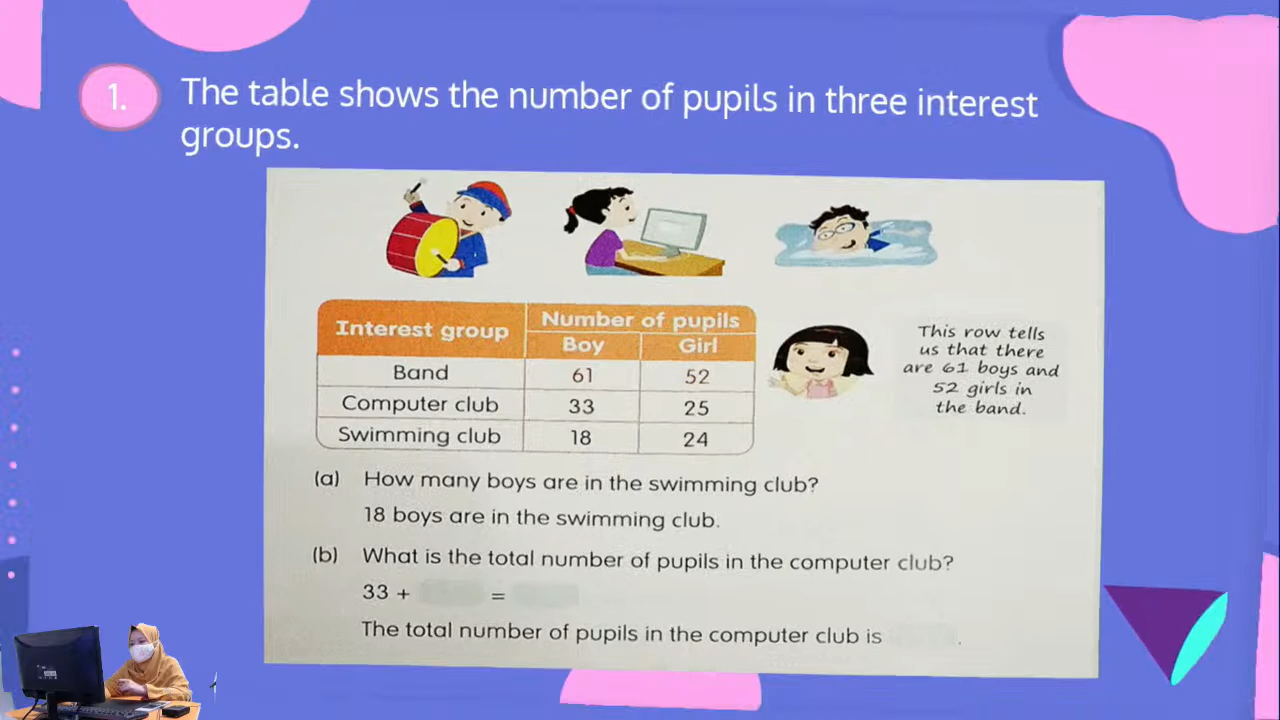 1. The table shows the number of pupils in three interest
groups.
Interest group Number of pupils
Boy Girl
Band 61 52
Computer club 33 25
Swimming club 18 24
This row tells
us that there
are 61 boys and
52 girls in
the band.
(a) How many boys are in the swimming club?
18 boys are in the swimming club.
(b) What is the total number of pupils in the computer club?
33 + =
The total number of pupils in the computer club is .